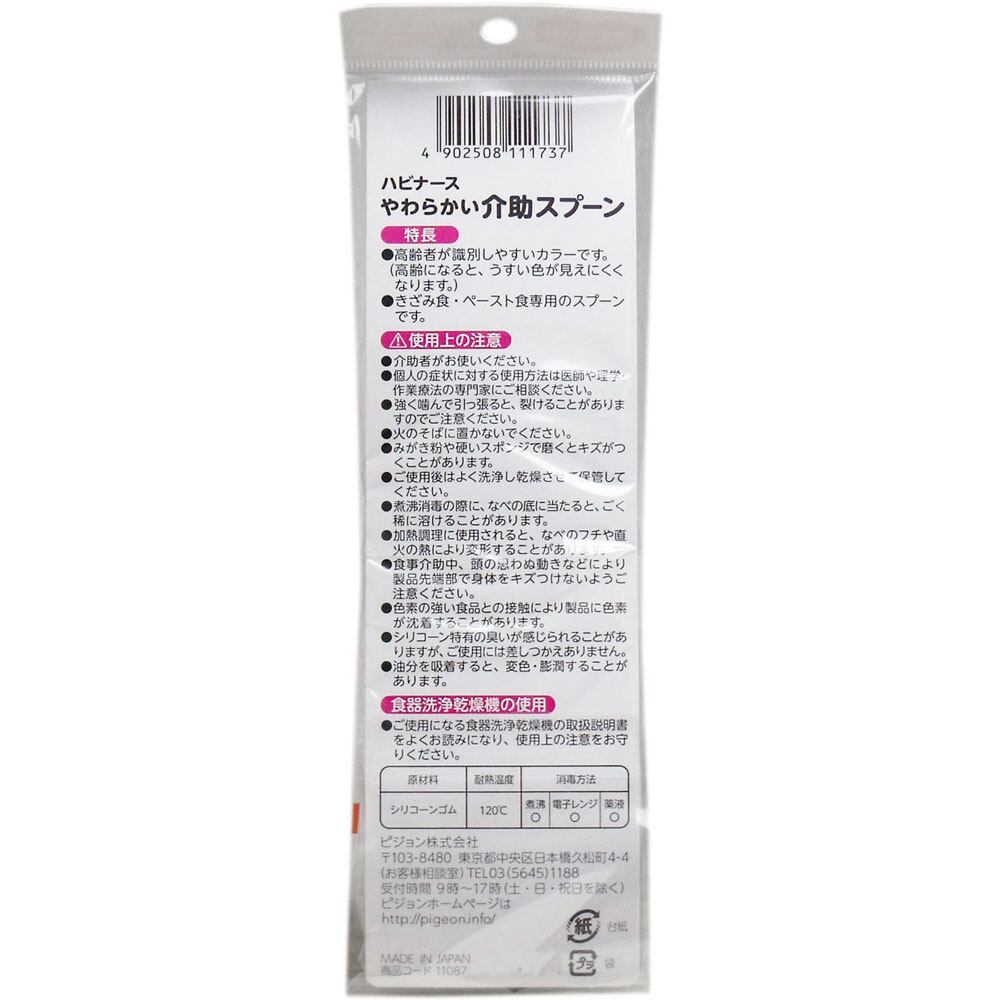 4 902508 111737
ハビナース
やわらかい介助スプーン
特長
●高齢者が識別しやすいカラーです。
(高齢になると、うすい色が見えにくく
なります。)
●きざみ食・ペースト食専用のスプーン
です。
⚠使用上の注意
●介助者がお使いください。
●個人の症状に対する使用方法は医師や理学・
作業療法の専門家にご相談ください。
●強く噛んで引っ張ると、裂けることがありま
すのでご注意ください。
●火のそばに置かないでください。
●みがき粉や硬いスポンジで磨くとキズがつ
くことがあります。
●ご使用後はよく洗浄し乾燥させて保管して
ください。
●煮沸消毒の際に、なべの底に当たると、ごく
稀に溶けることがあります。
●加熱調理に使用されると、なべのフチや直
火の熱により変形することがあります。
●食事介助中、頭の思わぬ動きなどにより
製品先端部で身体をキズつけないようご
注意ください。
●色素の強い食品との接触により製品に色素
が沈着することがあります。
●シリコーン特有の臭いが感じられることがあ
りますが、ご使用には差しつかえありません。
●油分を吸着すると、変色・膨潤することが
あります。
食器洗浄乾燥機の使用
●ご使用になる食器洗浄乾燥機の取扱説明書
をよくお読みになり、使用上の注意をお守
りください。
原材料 耐熱温度 消毒方法
シリコーンゴム 120℃ 煮沸 電子レンジ 薬液
○ ○ ○
ピジョン株式会社
〒103-8480 東京都中央区日本橋久松町4-4
(お客様相談室)TEL03(5645)1188
受付時間 9時~17時(土・日・祝日を除く)
ピジョンホームページは
http://pigeon.info/
紙 台紙
プラ 袋
MADE IN JAPAN
商品コード 11087